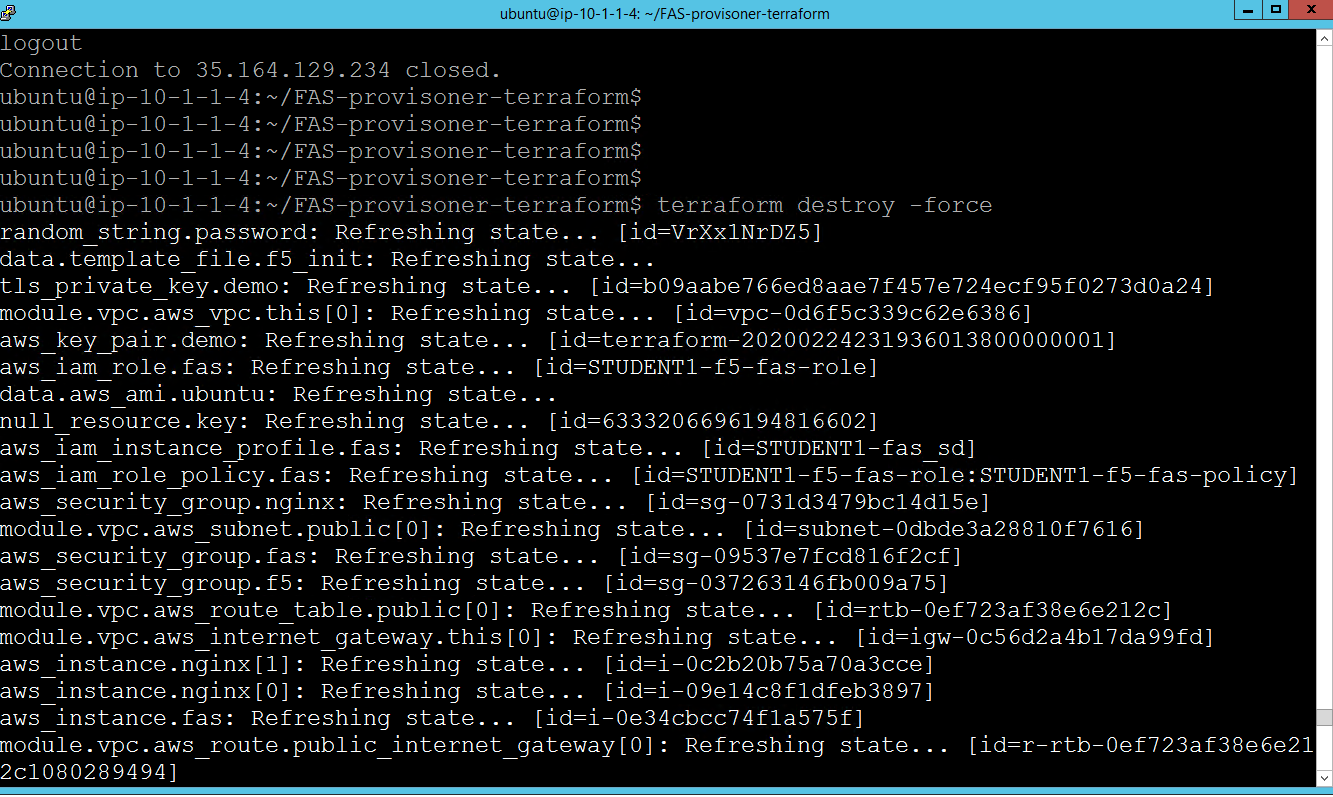 ubuntu@ip-10-1-1-4: ~/FAS-provisoner-terraform
logout
Connection to 35.164.129.234 closed.
ubuntu@ip-10-1-1-4:~/FAS-provisoner-terraform$
ubuntu@ip-10-1-1-4:~/FAS-provisoner-terraform$
ubuntu@ip-10-1-1-4:~/FAS-provisoner-terraform$
ubuntu@ip-10-1-1-4:~/FAS-provisoner-terraform$
ubuntu@ip-10-1-1-4:~/FAS-provisoner-terraform$ terraform destroy -force
random_string.password: Refreshing state... [id=VrXx1NrDZ5]
data.template_file.f5_init: Refreshing state...
tls_private_key.demo: Refreshing state... [id=b09aabe766ed8aae7f457e724ecf95f0273d0a24]
module.vpc.aws_vpc.this[0]: Refreshing state... [id=vpc-0d6f5c339c62e6386]
aws_key_pair.demo: Refreshing state... [id=terraform-20200224231936013800000001]
aws_iam_role.fas: Refreshing state... [id=STUDENT1-f5-fas-role]
data.aws_ami.ubuntu: Refreshing state...
null_resource.key: Refreshing state... [id=6333206696194816602]
aws_iam_instance_profile.fas: Refreshing state... [id=STUDENT1-fas_sd]
aws_iam_role_policy.fas: Refreshing state... [id=STUDENT1-f5-fas-role:STUDENT1-f5-fas-policy]
aws_security_group.nginx: Refreshing state... [id=sg-0731d3479bc14d15e]
module.vpc.aws_subnet.public[0]: Refreshing state... [id=subnet-0dbde3a28810f7616]
aws_security_group.fas: Refreshing state... [id=sg-09537e7fcd816f2cf]
aws_security_group.f5: Refreshing state... [id=sg-037263146fb009a75]
module.vpc.aws_route_table.public[0]: Refreshing state... [id=rtb-0ef723af38e6e212c]
module.vpc.aws_internet_gateway.this[0]: Refreshing state... [id=igw-0c56d2a4b17da99fd]
aws_instance.nginx[1]: Refreshing state... [id=i-0c2b20b75a70a3cce]
aws_instance.nginx[0]: Refreshing state... [id=i-09e14c8f1dfeb3897]
aws_instance.fas: Refreshing state... [id=i-0e34cbcc74f1a575f]
module.vpc.aws_route.public_internet_gateway[0]: Refreshing state... [id=r-rtb-0ef723af38e6e21
2c1080289494]